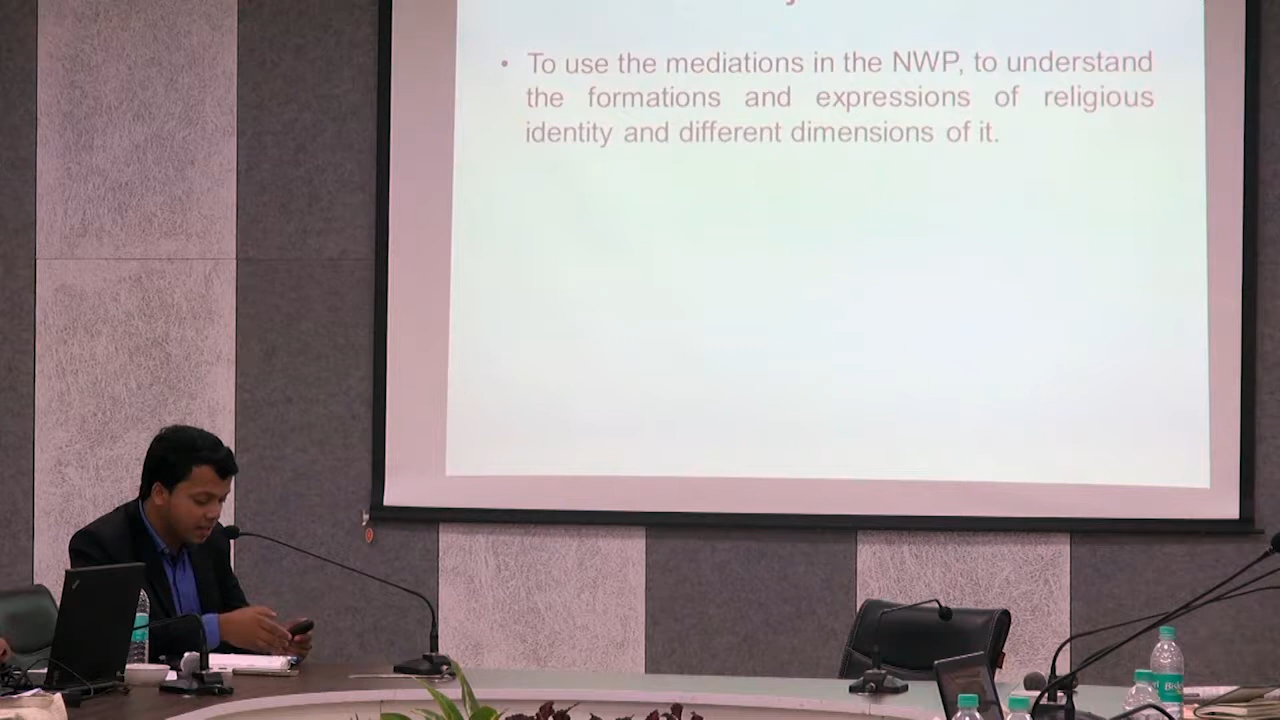 • To use the mediations in the NWP, to understand
the formations and expressions of religious
identity and different dimensions of it.